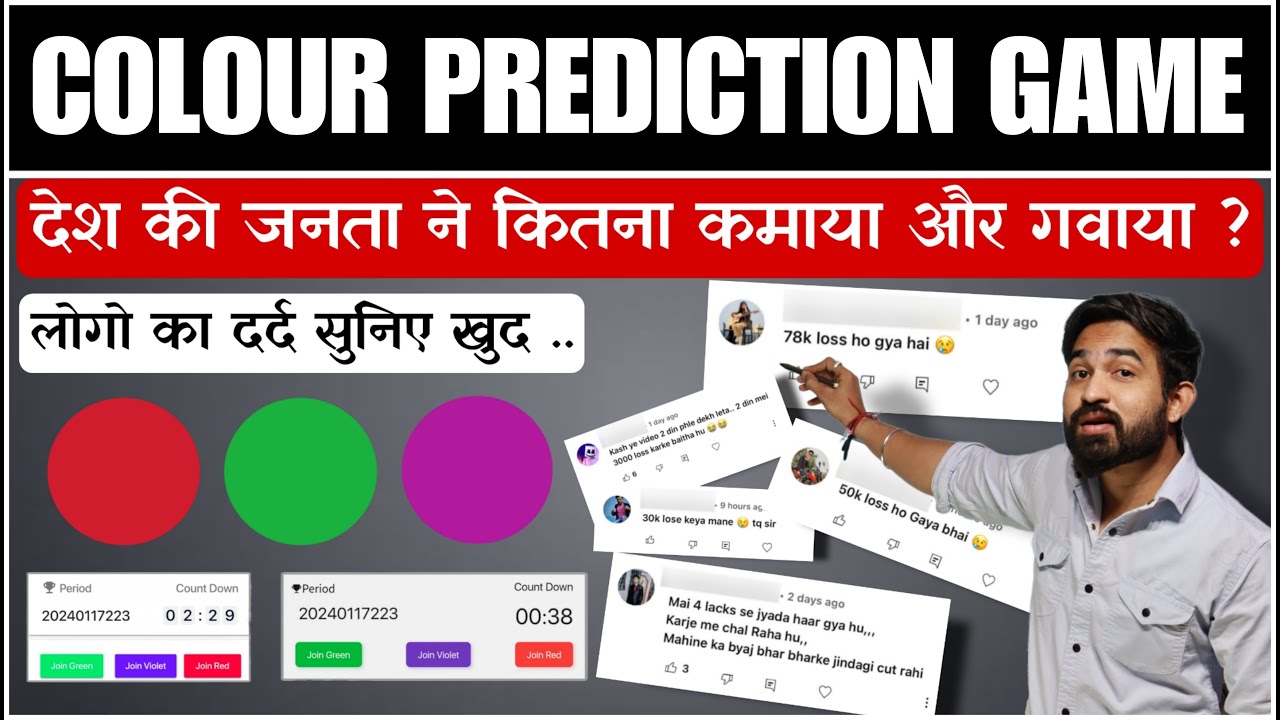 COLOUR PREDICTION GAME
देश की जनता ने कितना कमाया और गवाया ?
लोगो का दर्द सुनिए खुद ..
• 1 day ago
78k loss ho gya hai 😢
1 day ago
Kash ye video 2 din phle dekh leta.. 2 din mei
3000 loss karke baitha hu 😂😂
6
• 9 hours ag
30k lose keya mane 😢 tq sir
ago
50k loss ho Gaya bhai 😢
• 2 days ago
Mai 4 lacks se jyada haar gya hu,,,
Karje me chal Raha hu,,
Mahine ka byaj bhar bharke jindagi cut rahi
3
Period Count Down
20240117223 02:29
Join Green Join Violet Join Red
Period Count Down
20240117223 00:38
Join Green Join Violet Join Red